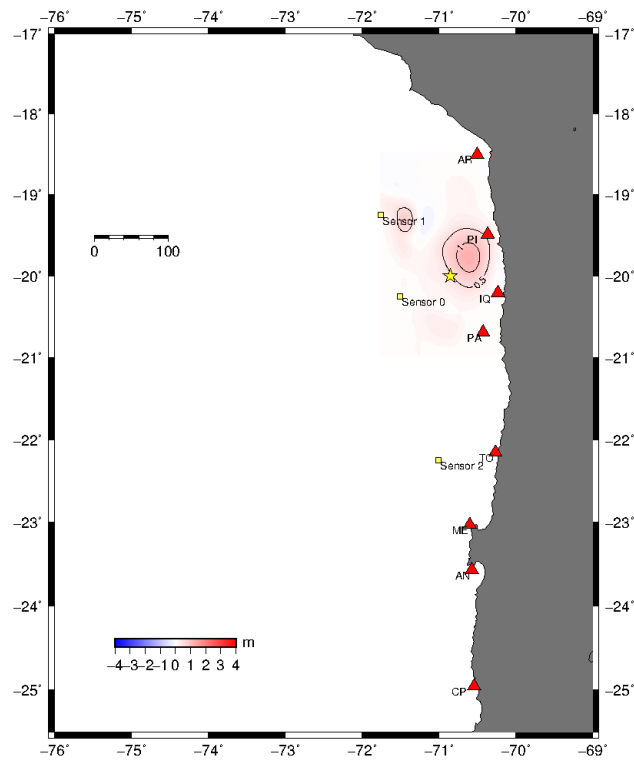 −76° −75° −74° −73° −72° −71° −70° −69°
−17° −17°
−18° −18°
AR
−19° −19°
Sensor 1
PI
1
0 100
−20° −20°
0.5
IQ
Sensor 0
PA
−21° −21°
−22° −22°
TO
Sensor 2
−23° −23°
ME
AN
−24° −24°
m
−4−3−2−1 0 1 2 3 4
CP
−25° −25°
−76° −75° −74° −73° −72° −71° −70° −69°